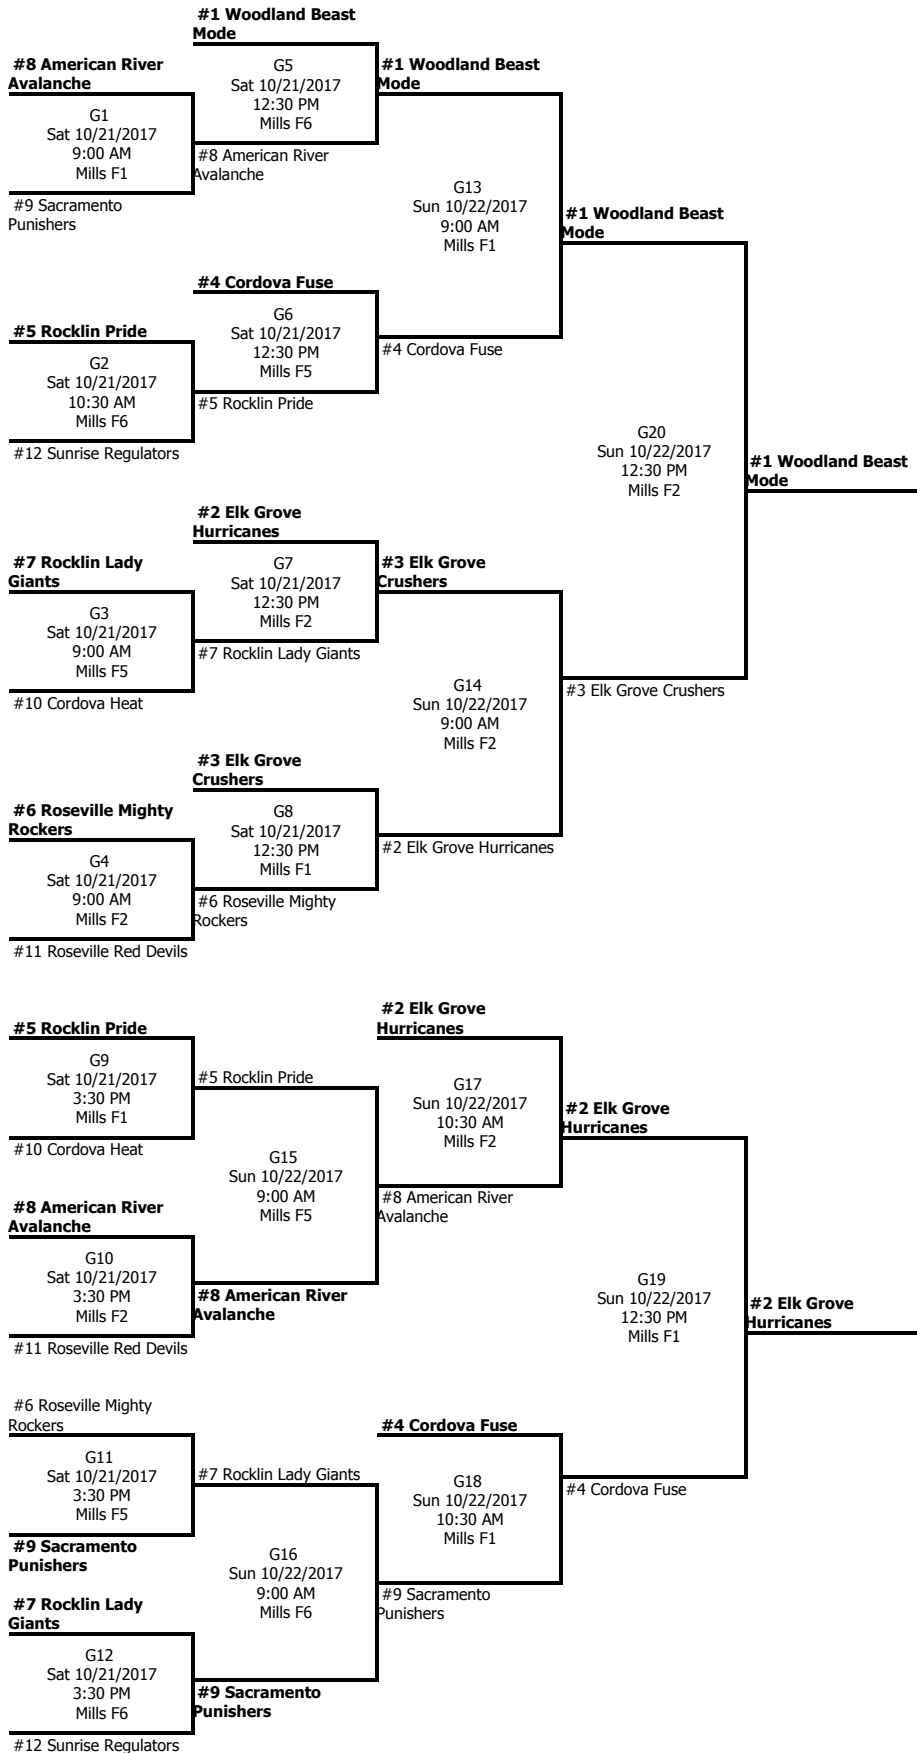 #1 Woodland Beast
Mode
#8 American River
Avalanche
G5
Sat 10/21/2017
12:30 PM
Mills F6
#1 Woodland Beast
Mode
G1
Sat 10/21/2017
9:00 AM
Mills F1
#8 American River
Avalanche
#9 Sacramento
Punishers
G13
Sun 10/22/2017
9:00 AM
Mills F1
#1 Woodland Beast
Mode
#4 Cordova Fuse
#5 Rocklin Pride
G6
Sat 10/21/2017
12:30 PM
Mills F5
#4 Cordova Fuse
G2
Sat 10/21/2017
10:30 AM
Mills F6
#5 Rocklin Pride
#12 Sunrise Regulators
G20
Sun 10/22/2017
12:30 PM
Mills F2
#1 Woodland Beast
Mode
#2 Elk Grove
Hurricanes
#7 Rocklin Lady
Giants
G7
Sat 10/21/2017
12:30 PM
Mills F2
#3 Elk Grove
Crushers
G3
Sat 10/21/2017
9:00 AM
Mills F5
#7 Rocklin Lady Giants
#10 Cordova Heat
G14
Sun 10/22/2017
9:00 AM
Mills F2
#3 Elk Grove Crushers
#3 Elk Grove
Crushers
#6 Roseville Mighty
Rockers
G8
Sat 10/21/2017
12:30 PM
Mills F1
#2 Elk Grove Hurricanes
G4
Sat 10/21/2017
9:00 AM
Mills F2
#6 Roseville Mighty
Rockers
#11 Roseville Red Devils
#2 Elk Grove
Hurricanes
#5 Rocklin Pride
G9
Sat 10/21/2017
3:30 PM
Mills F1
#5 Rocklin Pride
G17
Sun 10/22/2017
10:30 AM
Mills F2
#2 Elk Grove
Hurricanes
#10 Cordova Heat
G15
Sun 10/22/2017
9:00 AM
Mills F5
#8 American River
Avalanche
#8 American River
Avalanche
G10
Sat 10/21/2017
3:30 PM
Mills F2
#8 American River
Avalanche
G19
Sun 10/22/2017
12:30 PM
Mills F1
#2 Elk Grove
Hurricanes
#11 Roseville Red Devils
#6 Roseville Mighty
Rockers
#4 Cordova Fuse
G11
Sat 10/21/2017
3:30 PM
Mills F5
#7 Rocklin Lady Giants
G18
Sun 10/22/2017
10:30 AM
Mills F1
#4 Cordova Fuse
#9 Sacramento
Punishers
G16
Sun 10/22/2017
9:00 AM
Mills F6
#9 Sacramento
Punishers
#7 Rocklin Lady
Giants
G12
Sat 10/21/2017
3:30 PM
Mills F6
#9 Sacramento
Punishers
#12 Sunrise Regulators